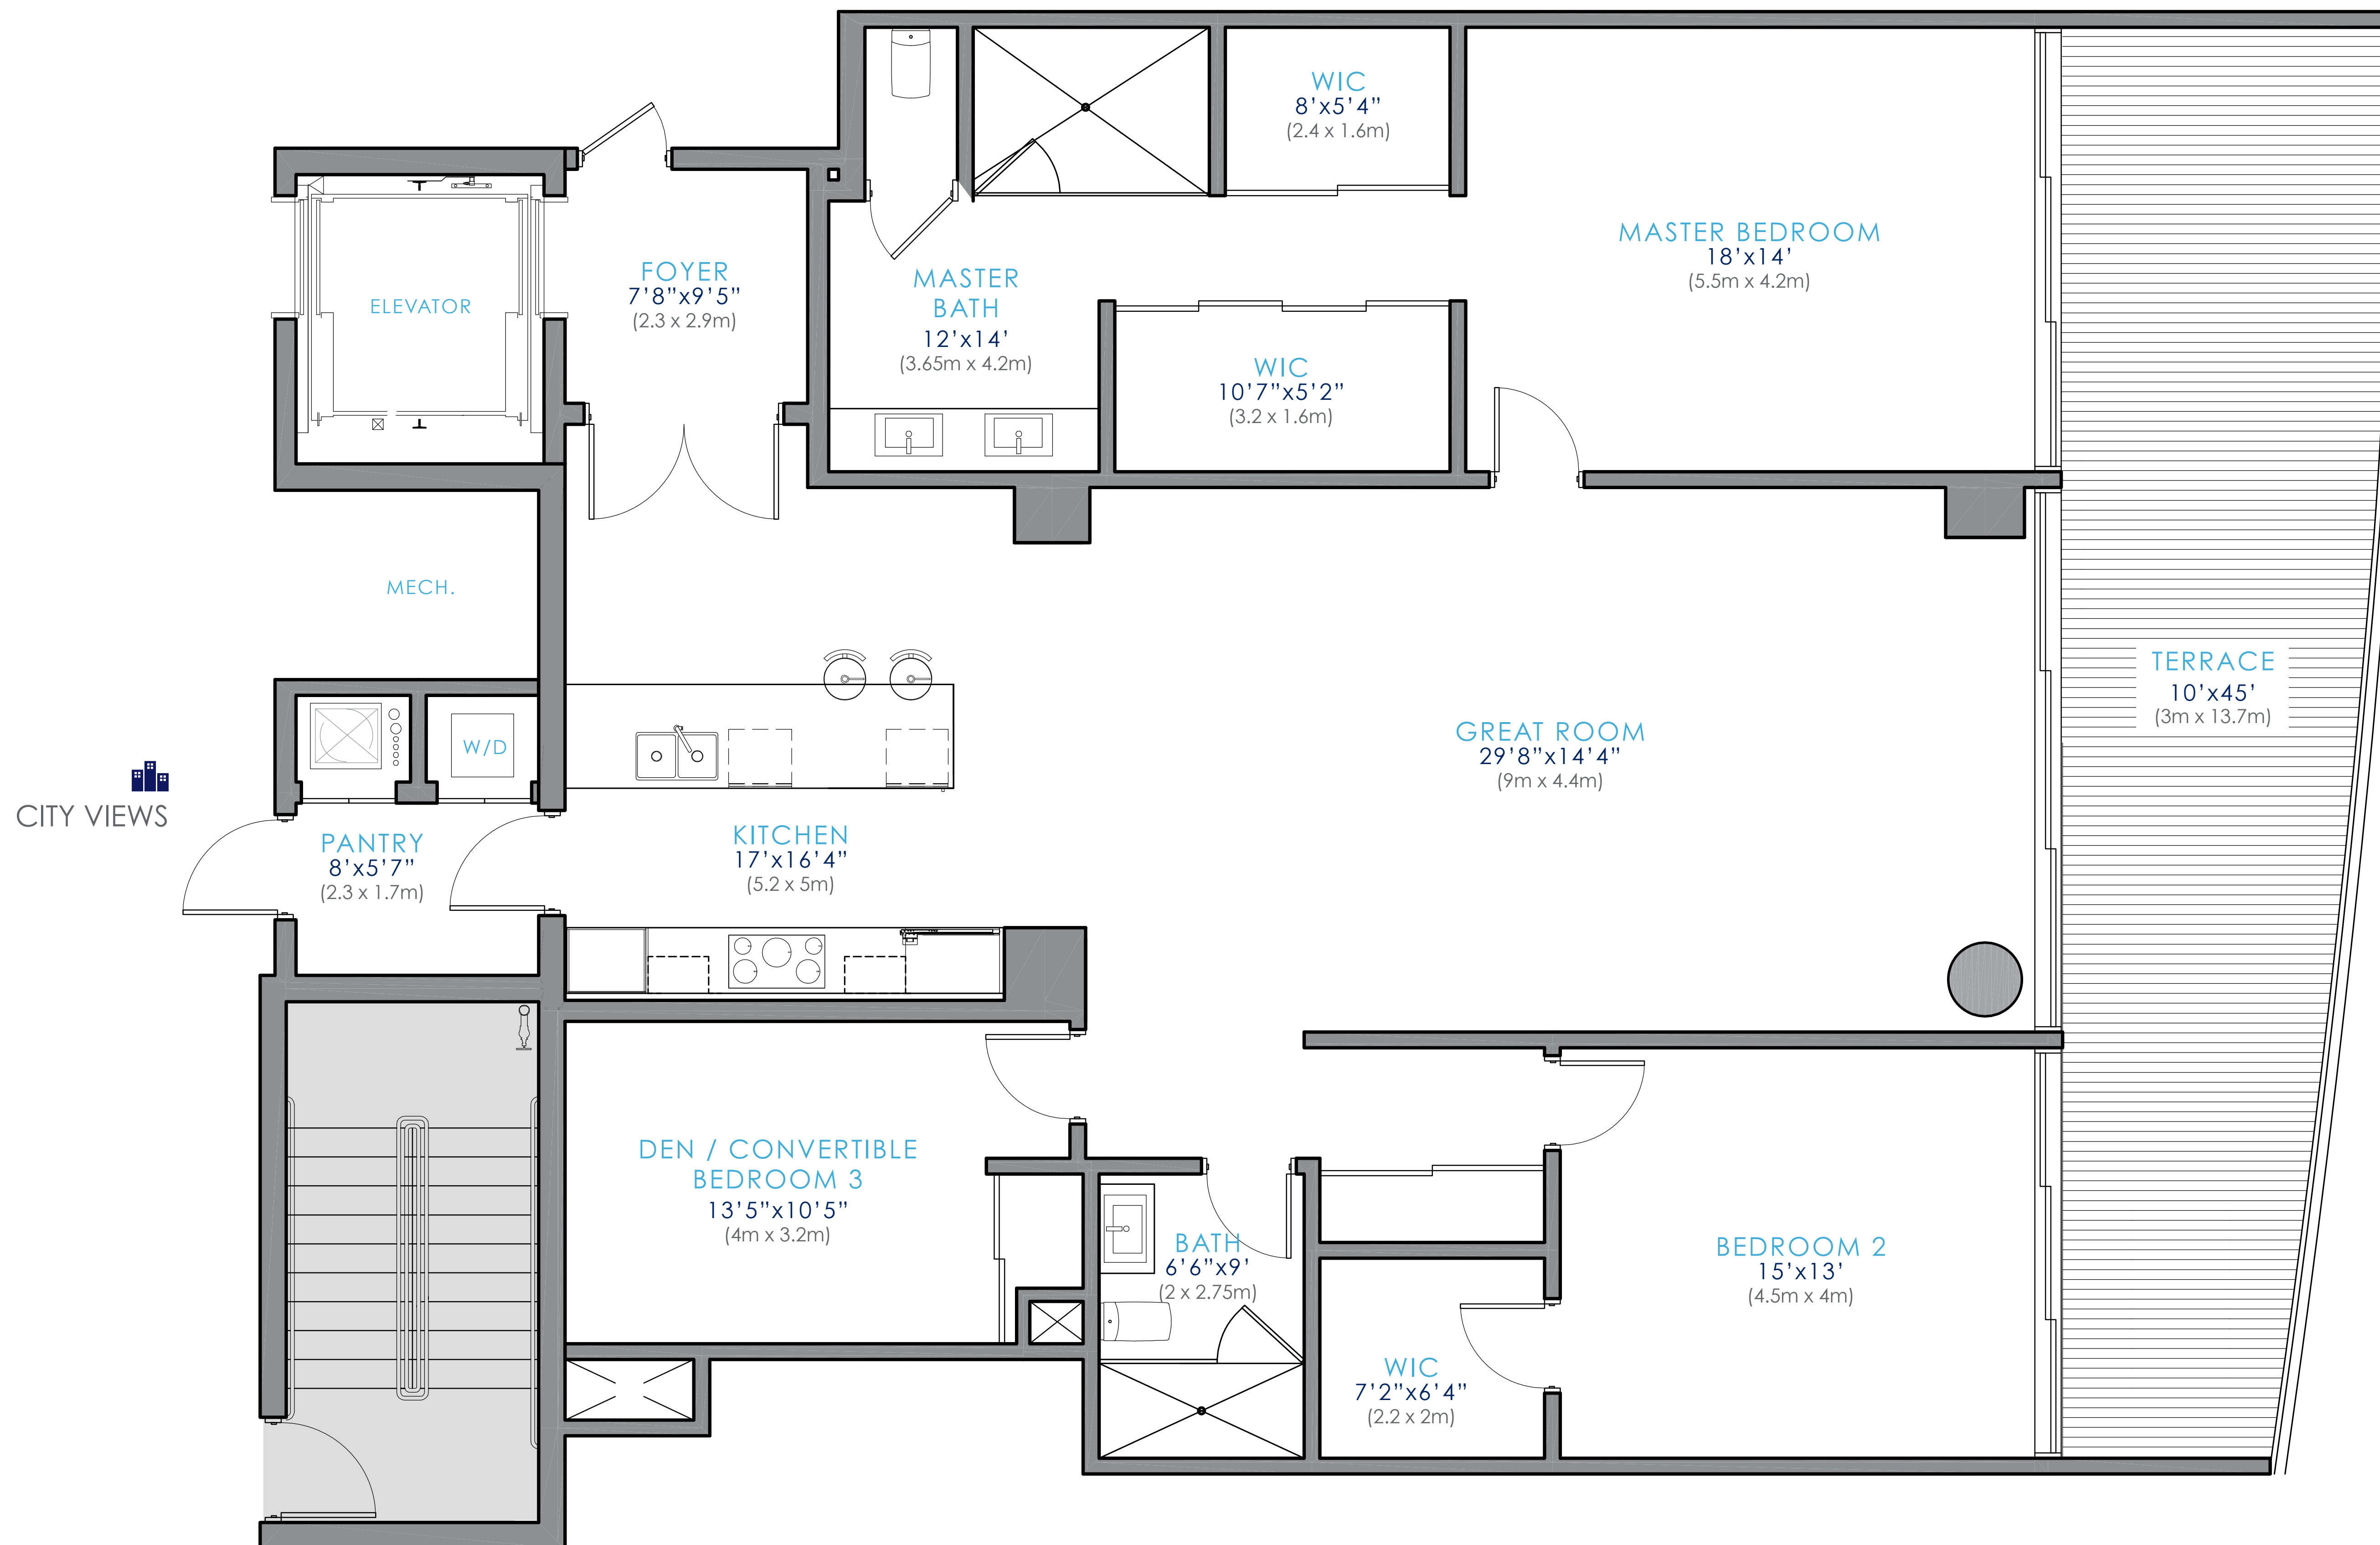 WIC
8’x5’4”
(2.4 x 1.6m)
MASTER BEDROOM
18’x14’
(5.5m x 4.2m)
FOYER
7’8”x9’5”
(2.3 x 2.9m)
MASTER
BATH
12’x14’
(3.65m x 4.2m)
ELEVATOR
WIC
10’7”x5’2”
(3.2 x 1.6m)
MECH.
TERRACE
10’x45’
(3m x 13.7m)
GREAT ROOM
29’8”x14’4”
(9m x 4.4m)
W/D
CITY VIEWS
PANTRY
8’x5’7”
(2.3 x 1.7m)
KITCHEN
17’x16’4”
(5.2 x 5m)
DEN / CONVERTIBLE
BEDROOM 3
13’5”x10’5”
(4m x 3.2m)
BATH
6’6”x9’
(2 x 2.75m)
BEDROOM 2
15’x13’
(4.5m x 4m)
WIC
7’2”x6’4”
(2.2 x 2m)